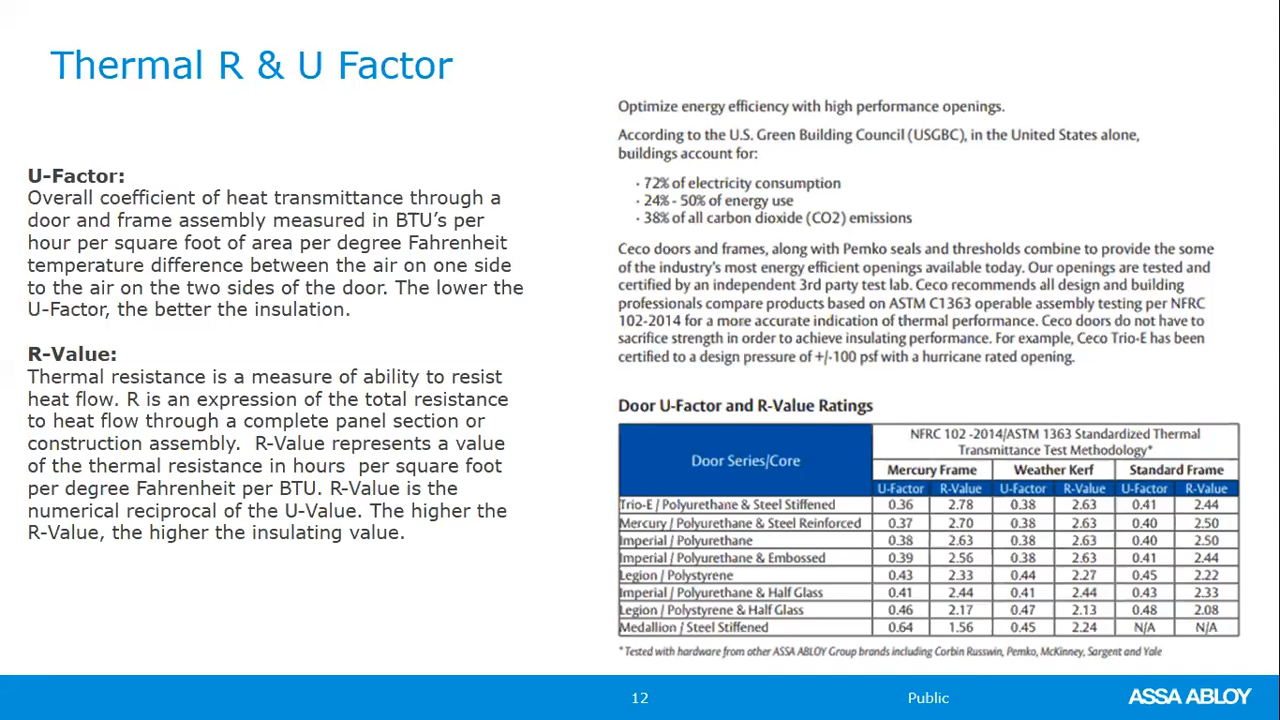 Thermal R & U Factor
U-Factor:
Overall coefficient of heat transmittance through a
door and frame assembly measured in BTU's per
hour per square foot of area per degree Fahrenheit
temperature difference between the air on one side
to the air on the two sides of the door. The lower the
U-Factor, the better the insulation.
R-Value:
Thermal resistance is a measure of ability to resist
heat flow. R is an expression of the total resistance
to heat flow through a complete panel section or
construction assembly. R-Value represents a value
of the thermal resistance in hours per square foot
per degree Fahrenheit per BTU. R-Value is the
numerical reciprocal of the U-Value. The higher the
R-Value, the higher the insulating value.
Optimize energy efficiency with high performance openings.
According to the U.S. Green Building Council (USGBC), in the United States alone,
buildings account for:
· 72% of electricity consumption
· 24% - 50% of energy use
· 38% of all carbon dioxide (CO2) emissions
Ceco doors and frames, along with Pemko seals and thresholds combine to provide the some
of the industry's most energy efficient openings available today. Our openings are tested and
certified by an independent 3rd party test lab. Ceco recommends all design and building
professionals compare products based on ASTM C1363 operable assembly testing per NFRC
102-2014 for a more accurate indication of thermal performance. Ceco doors do not have to
sacrifice strength in order to achieve insulating performance. For example, Ceco Trio-E has been
certified to a design pressure of +/-100 psf with a hurricane rated opening.
Door U-Factor and R-Value Ratings
Door Series/Core
NFRC 102 -2014/ASTM 1363 Standardized Thermal
Transmittance Test Methodology*
Mercury Frame Weather Kerf Standard Frame
U-Factor R-Value U-Factor R-Value U-Factor R-Value
Trio-E / Polyurethane & Steel Stiffened 0.36 2.78 0.38 2.63 0.41 2.44
Mercury / Polyurethane & Steel Reinforced 0.37 2.70 0.38 2.63 0.40 2.50
Imperial / Polyurethane 0.38 2.63 0.38 2.63 0.40 2.50
Imperial / Polyurethane & Embossed 0.39 2.56 0.38 2.63 0.41 2.44
Legion / Polystyrene 0.43 2.33 0.44 2.27 0.45 2.22
Imperial / Polyurethane & Half Glass 0.41 2.44 0.41 2.44 0.43 2.33
Legion / Polystyrene & Half Glass 0.46 2.17 0.47 2.13 0.48 2.08
Medallion / Steel Stiffened 0.64 1.56 0.45 2.24 N/A N/A
*Tested with hardware from other ASSA ABLOY Group brands including Corbin Russwin, Pemko, McKinney, Sargent and Yale
12 Public ASSA ABLOY